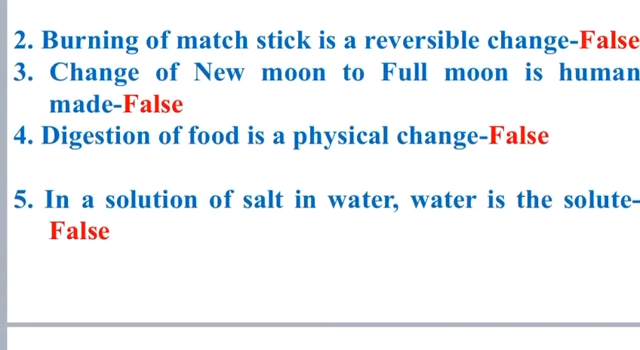 2. Burning of match stick is a reversible change-False
3. Change of New moon to Full moon is human
made-False
4. Digestion of food is a physical change-False
5. In a solution of salt in water, water is the solute-
False